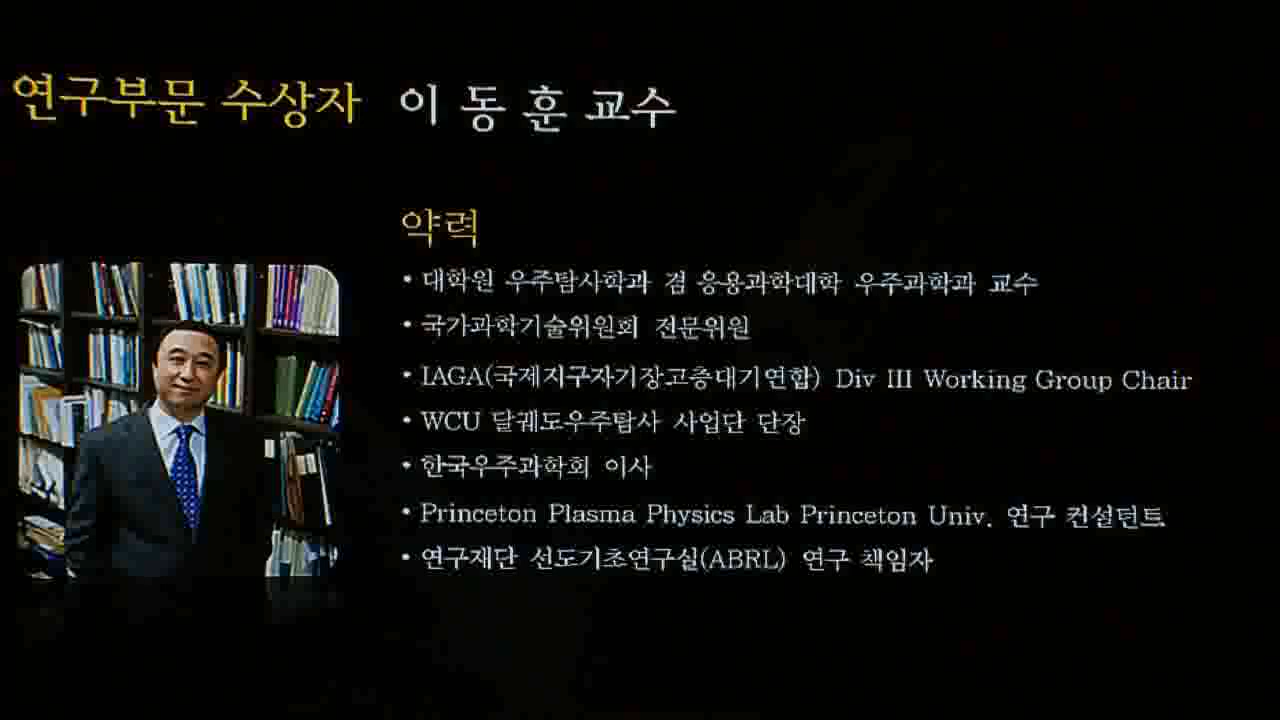 연구부문 수상자 이 동 훈 교수
약력
• 대학원 우주탐사학과 겸 응용과학대학 우주과학과 교수
• 국가과학기술위원회 전문위원
• IAGA(국제지구자기장고층대기연합) Div III Working Group Chair
• WCU 달궤도우주탐사 사업단 단장
• 한국우주과학회 이사
• Princeton Plasma Physics Lab Princeton Univ. 연구 컨설턴트
• 연구재단 선도기초연구실(ABRL) 연구 책임자